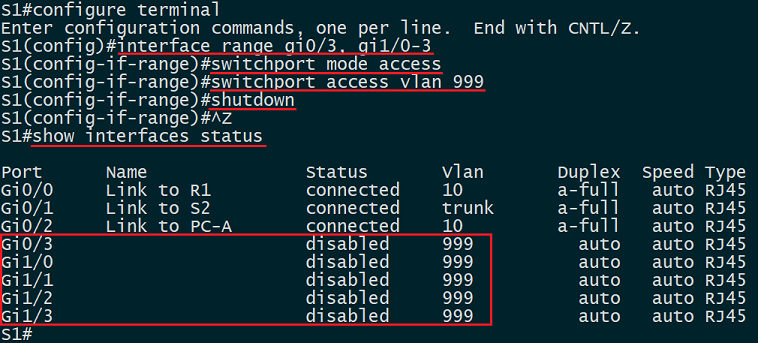 S1#configure terminal
Enter configuration commands, one per line.  End with CNTL/Z.
S1(config)#interface range gi0/3, gi1/0-3
S1(config-if-range)#switchport mode access
S1(config-if-range)#switchport access vlan 999
S1(config-if-range)#shutdown
S1(config-if-range)#^Z
S1#show interfaces status
Port      Name               Status       Vlan       Duplex  Speed Type
Gi0/0     Link to R1         connected    10         a-full   auto RJ45
Gi0/1     Link to S2         connected    trunk      a-full   auto RJ45
Gi0/2     Link to PC-A       connected    10         a-full   auto RJ45
Gi0/3                        disabled     999          auto   auto RJ45
Gi1/0                        disabled     999          auto   auto RJ45
Gi1/1                        disabled     999          auto   auto RJ45
Gi1/2                        disabled     999          auto   auto RJ45
Gi1/3                        disabled     999          auto   auto RJ45
S1#